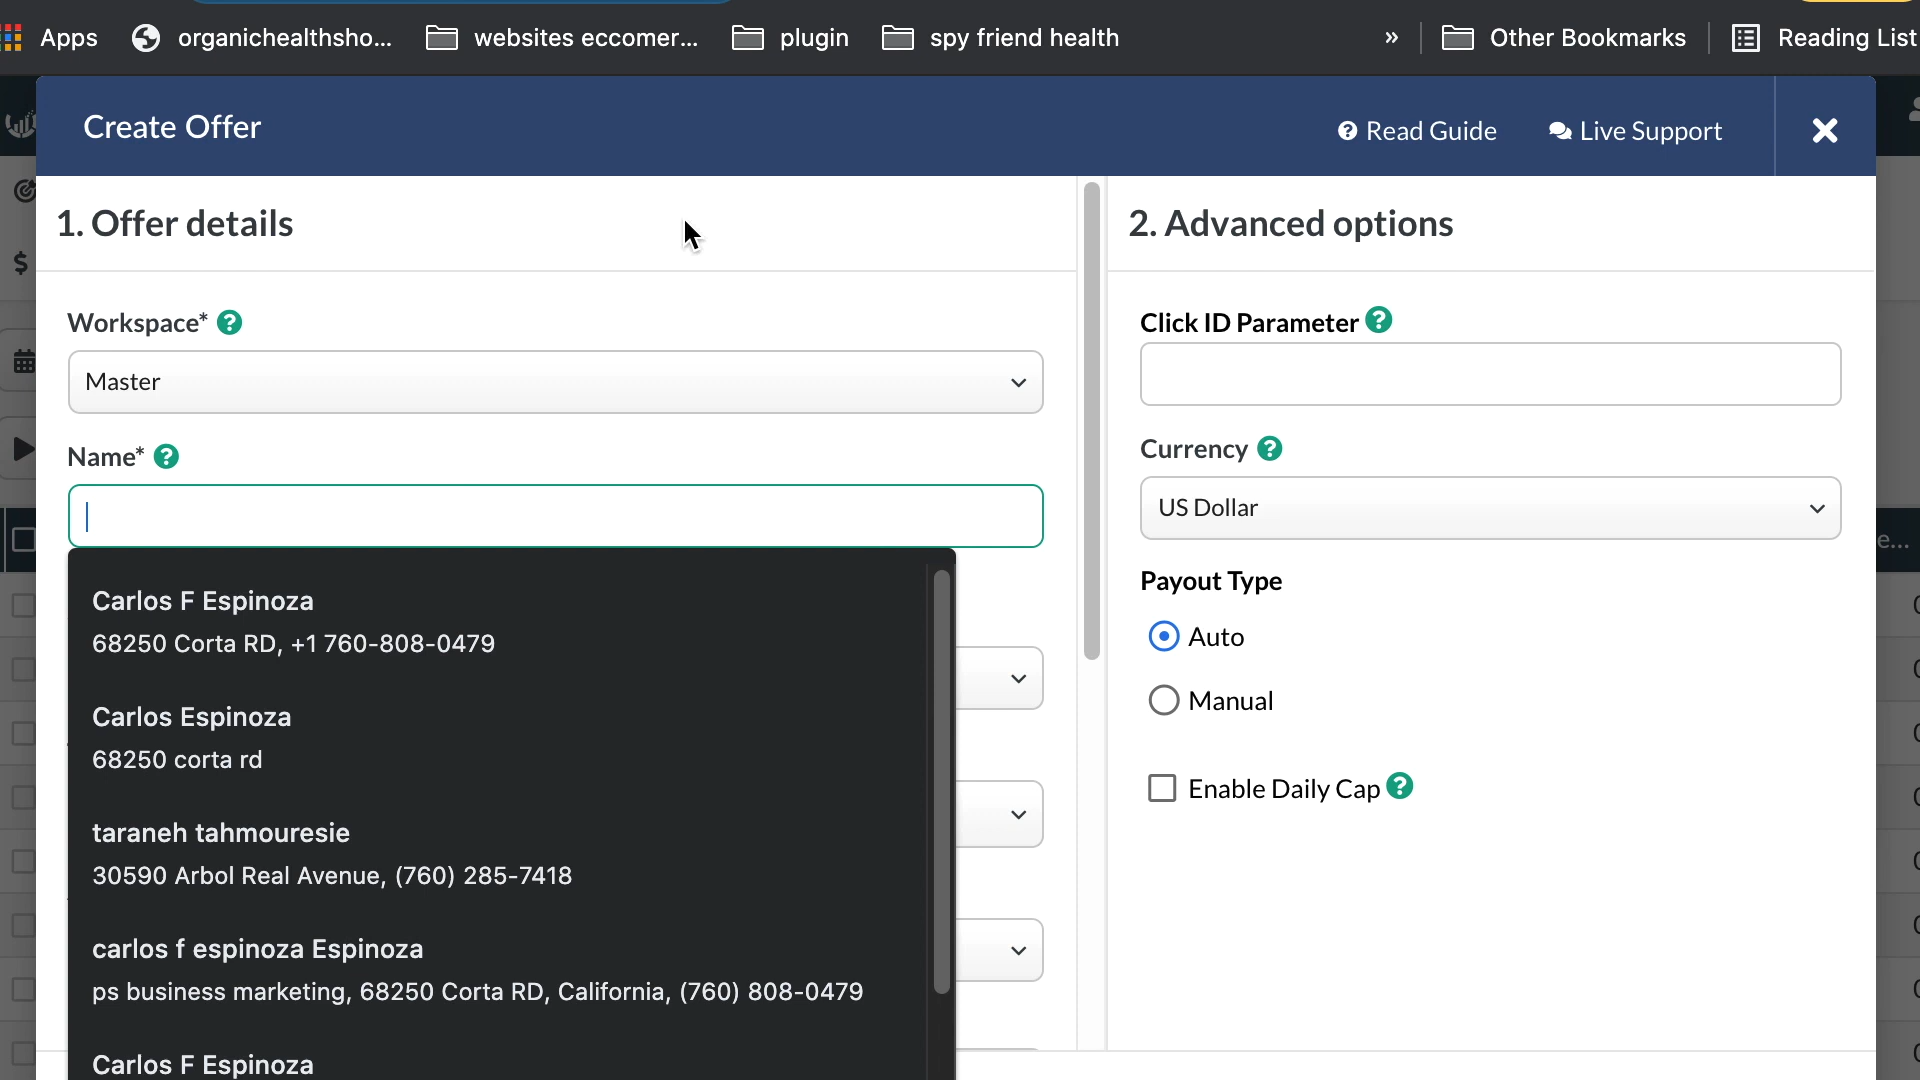 Apps
organichealthsho...
websites eccomer...
plugin
spy friend health
»
Other Bookmarks
Reading List
Create Offer
Read Guide
Live Support
1. Offer details
2. Advanced options
Workspace*
Master
Name*
Carlos F Espinoza
68250 Corta RD, +1 760-808-0479
Carlos Espinoza
68250 corta rd
taraneh tahmouresie
30590 Arbol Real Avenue, (760) 285-7418
carlos f espinoza Espinoza
ps business marketing, 68250 Corta RD, California, (760) 808-0479
Carlos F Espinoza
Click ID Parameter
Currency
US Dollar
Payout Type
Auto
Manual
Enable Daily Cap
e...